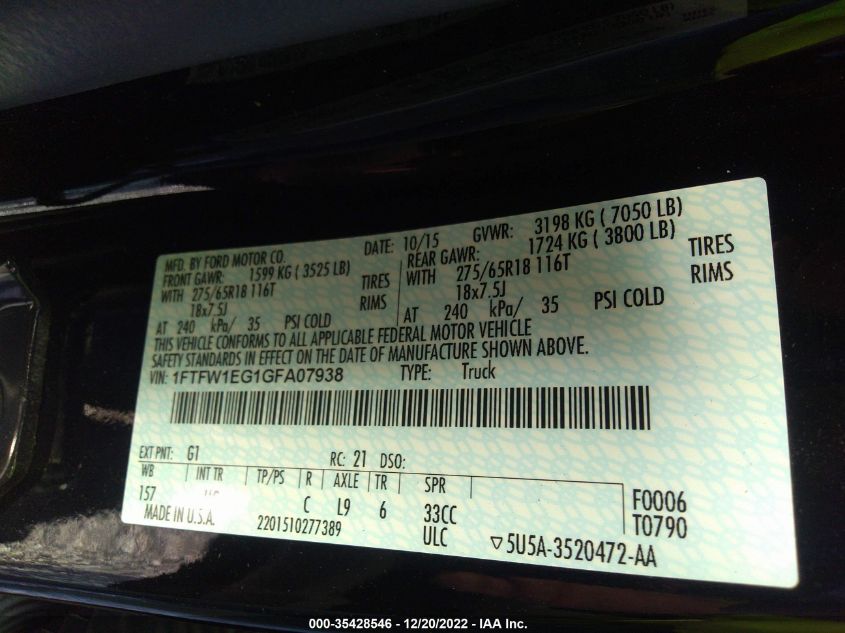 MFD. BY FORD MOTOR CO. DATE: 10/15 GVWR: 3198 KG ( 7050 LB)
FRONT GAWR: 1599 KG ( 3525 LB) REAR GAWR: 1724 KG ( 3800 LB)
WITH 275/65R18 116T TIRES WITH 275/65R18 116T TIRES
18x7.5J RIMS 18x7.5J RIMS
AT 240 kPa/ 35 PSI COLD AT 240 kPa/ 35 PSI COLD
THIS VEHICLE CONFORMS TO ALL APPLICABLE FEDERAL MOTOR VEHICLE
SAFETY STANDARDS IN EFFECT ON THE DATE OF MANUFACTURE SHOWN ABOVE.
VIN: 1FTFW1EG1GFA07938 TYPE: Truck
EXT PNT: G1 RC: 21 DSO:
WB INT TR TP/PS R AXLE TR SPR
157 C L9 6 33CC F0006
MADE IN U.S.A. 2201510277389 ULC T0790
▽5U5A-3520472-AA
000-35428546 - 12/20/2022 - IAA Inc.